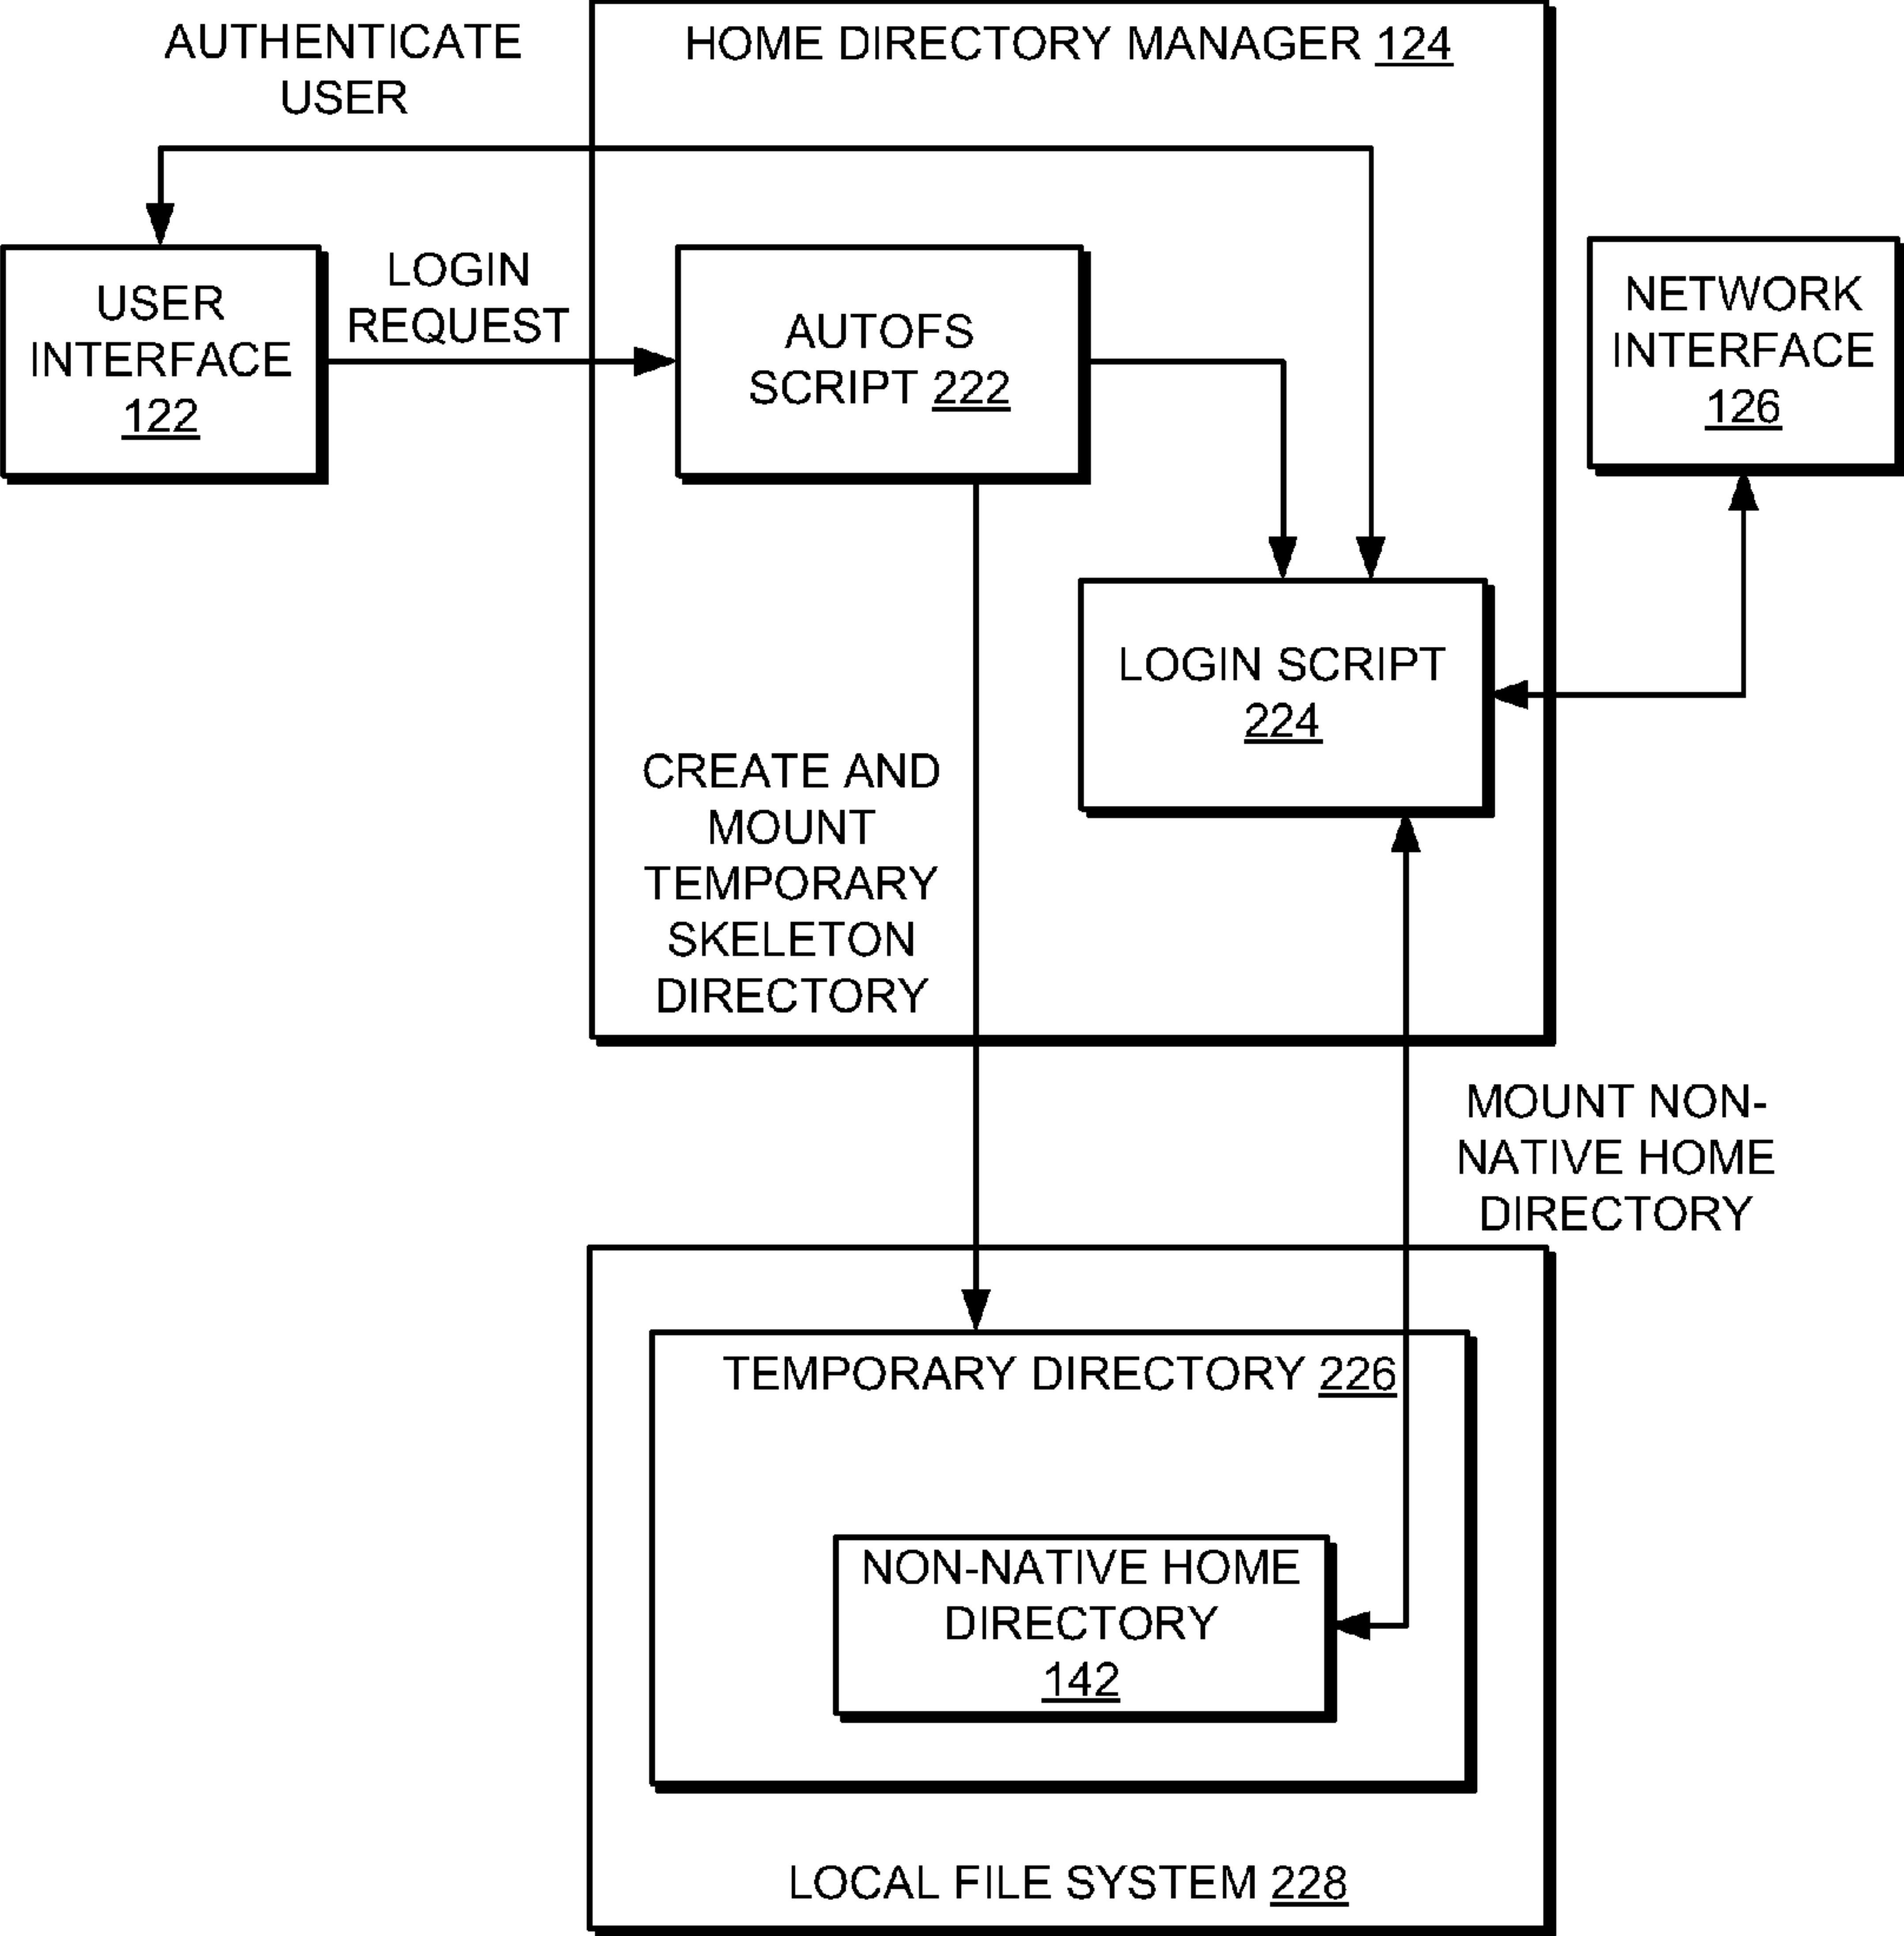 AUTHENTICATE
USER
HOME DIRECTORY MANAGER 124
USER
INTERFACE
122
LOGIN
REQUEST
AUTOFS
SCRIPT 222
NETWORK
INTERFACE
126
LOGIN SCRIPT
224
CREATE AND
MOUNT
TEMPORARY
SKELETON
DIRECTORY
MOUNT NON-
NATIVE HOME
DIRECTORY
TEMPORARY DIRECTORY 226
NON-NATIVE HOME
DIRECTORY
142
LOCAL FILE SYSTEM 228